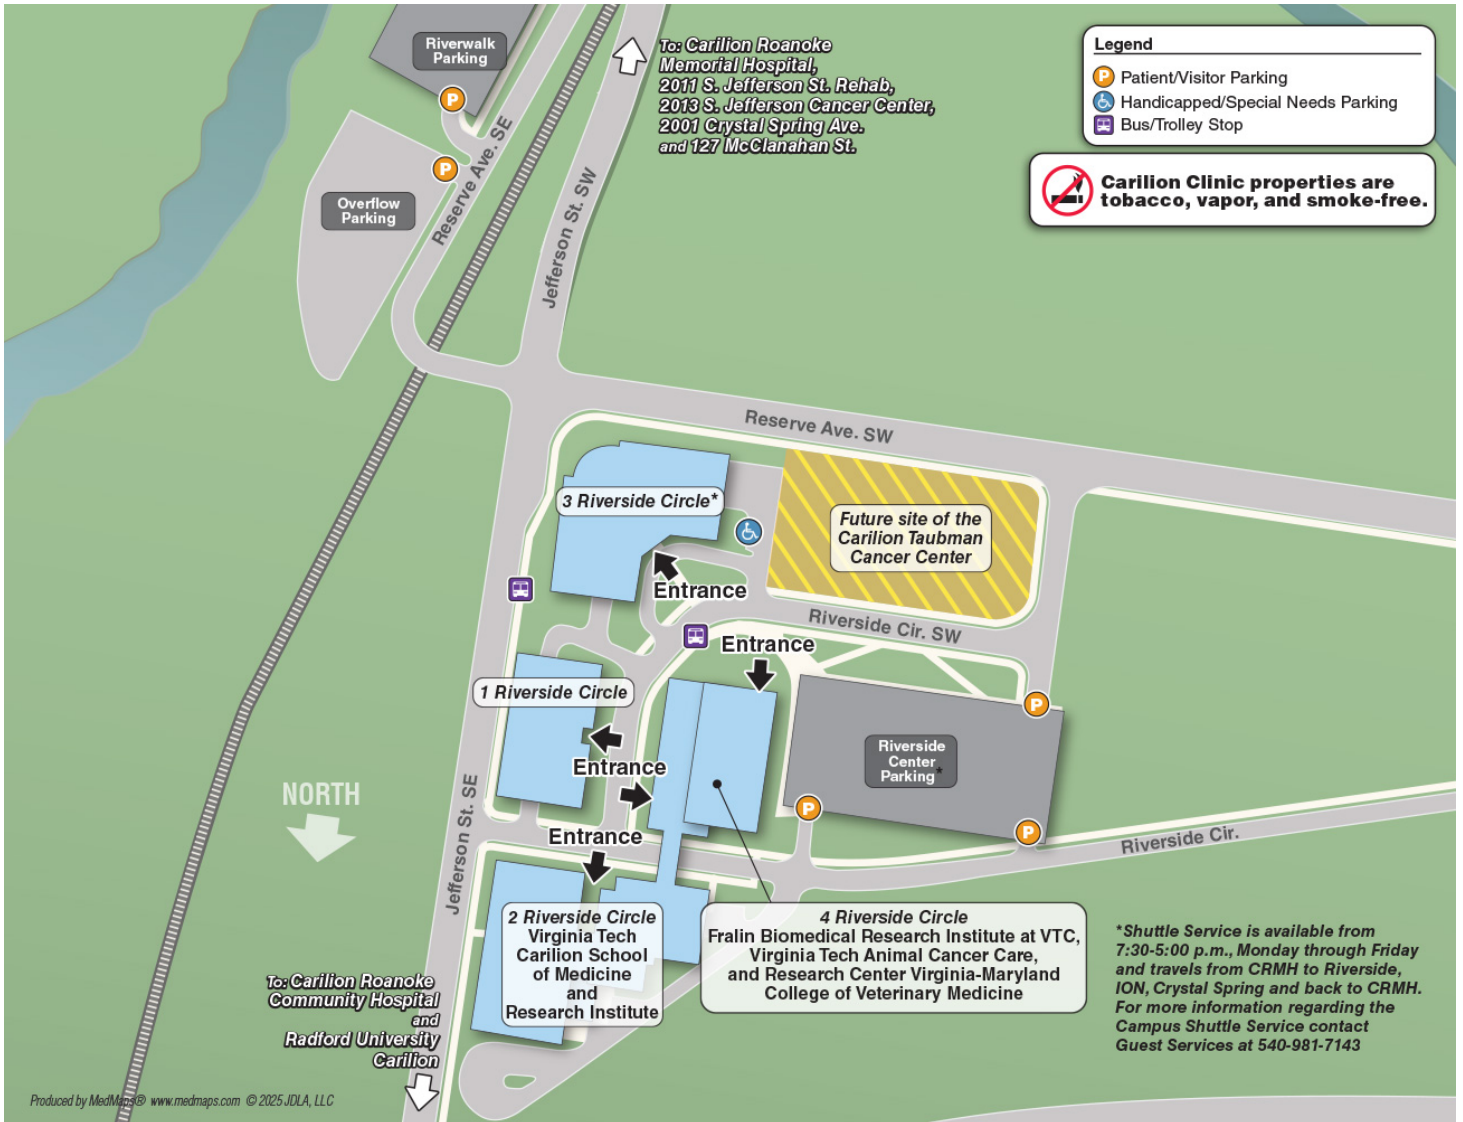 Riverwalk
Parking
P
P
Overflow
Parking
Reserve Ave. SE
Jefferson St. SW
To: Carilion Roanoke
Memorial Hospital,
2011 S. Jefferson St. Rehab,
2013 S. Jefferson Cancer Center,
2001 Crystal Spring Ave.
and 127 McClanahan St.
Legend
P Patient/Visitor Parking
Handicapped/Special Needs Parking
Bus/Trolley Stop
Carilion Clinic properties are
tobacco, vapor, and smoke-free.
Reserve Ave. SW
3 Riverside Circle*
Future site of the
Carilion Taubman
Cancer Center
Entrance
Riverside Cir. SW
Entrance
1 Riverside Circle
P
Riverside
Center
Parking*
Entrance
P
P
Riverside Cir.
NORTH
Jefferson St. SE
Entrance
2 Riverside Circle
Virginia Tech
Carilion School
of Medicine
and
Research Institute
4 Riverside Circle
Fralin Biomedical Research Institute at VTC,
Virginia Tech Animal Cancer Care,
and Research Center Virginia-Maryland
College of Veterinary Medicine
*Shuttle Service is available from
7:30-5:00 p.m., Monday through Friday
and travels from CRMH to Riverside,
ION, Crystal Spring and back to CRMH.
For more information regarding the
Campus Shuttle Service contact
Guest Services at 540-981-7143
To: Carilion Roanoke
Community Hospital
and
Radford University
Carilion
Produced by MedMaps® www.medmaps.com © 2025 JDLA, LLC